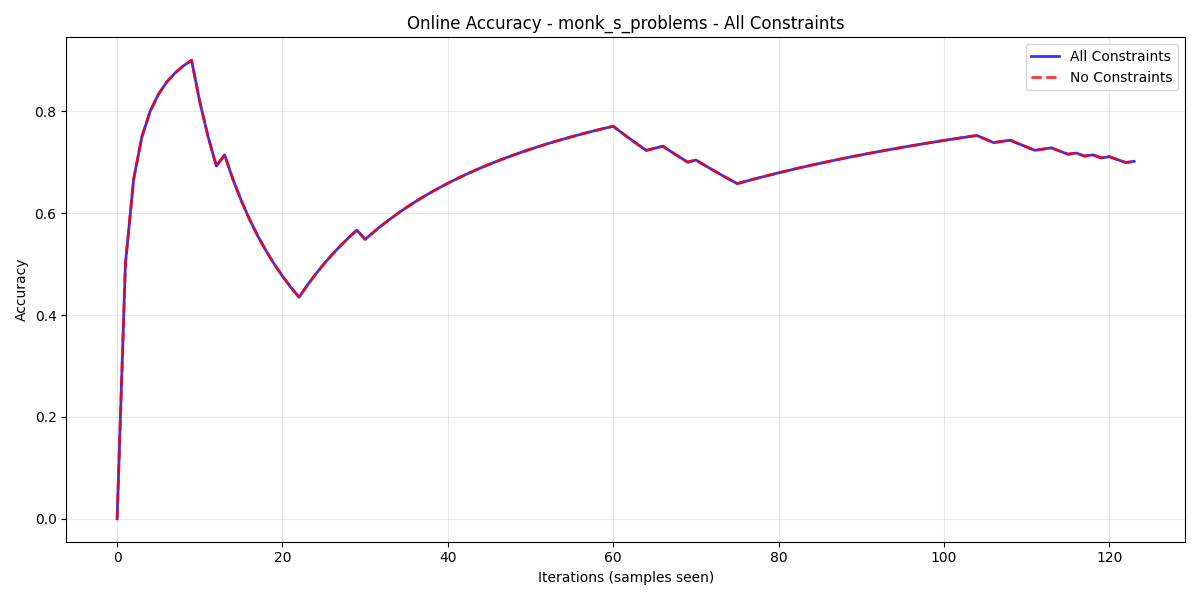 Online Accuracy - monk_s_problems - All Constraints
All Constraints
No Constraints
Accuracy
0.8
0.6
0.4
0.2
0.0
0 20 40 60 80 100 120
Iterations (samples seen)